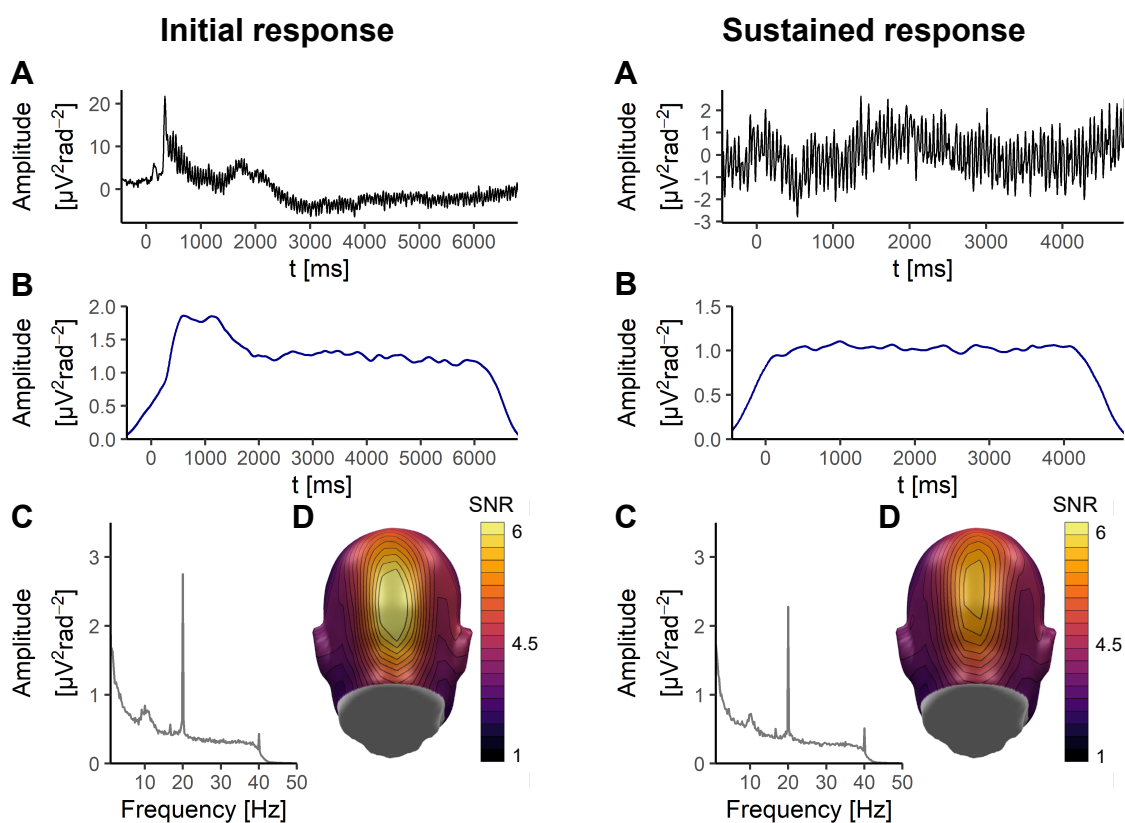 Initial response
A
Amplitude
[µV²rad⁻²]
20
10
0
0 1000 2000 3000 4000 5000 6000
t [ms]
B
Amplitude
[µV²rad⁻²]
2.0
1.5
1.0
0.5
0.0
0 1000 2000 3000 4000 5000 6000
t [ms]
C
Amplitude
[µV²rad⁻²]
3
2
1
0
10 20 30 40 50
Frequency [Hz]
D
SNR
6
4.5
1
Sustained response
A
Amplitude
[µV²rad⁻²]
2
1
0
-1
-2
-3
0 1000 2000 3000 4000
t [ms]
B
Amplitude
[µV²rad⁻²]
1.5
1.0
0.5
0.0
0 1000 2000 3000 4000
t [ms]
C
Amplitude
[µV²rad⁻²]
3
2
1
0
10 20 30 40 50
Frequency [Hz]
D
SNR
6
4.5
1